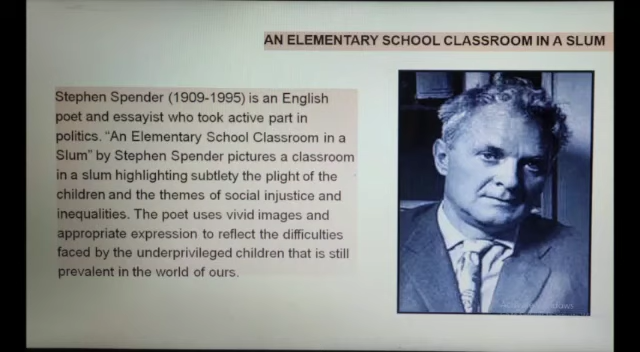 AN ELEMENTARY SCHOOL CLASSROOM IN A SLUM
Stephen Spender (1909-1995) is an English
poet and essayist who took active part in
politics. “An Elementary School Classroom in a
Slum” by Stephen Spender pictures a classroom
in a slum highlighting subtlety the plight of the
children and the themes of social injustice and
inequalities. The poet uses vivid images and
appropriate expression to reflect the difficulties
faced by the underprivileged children that is still
prevalent in the world of ours.